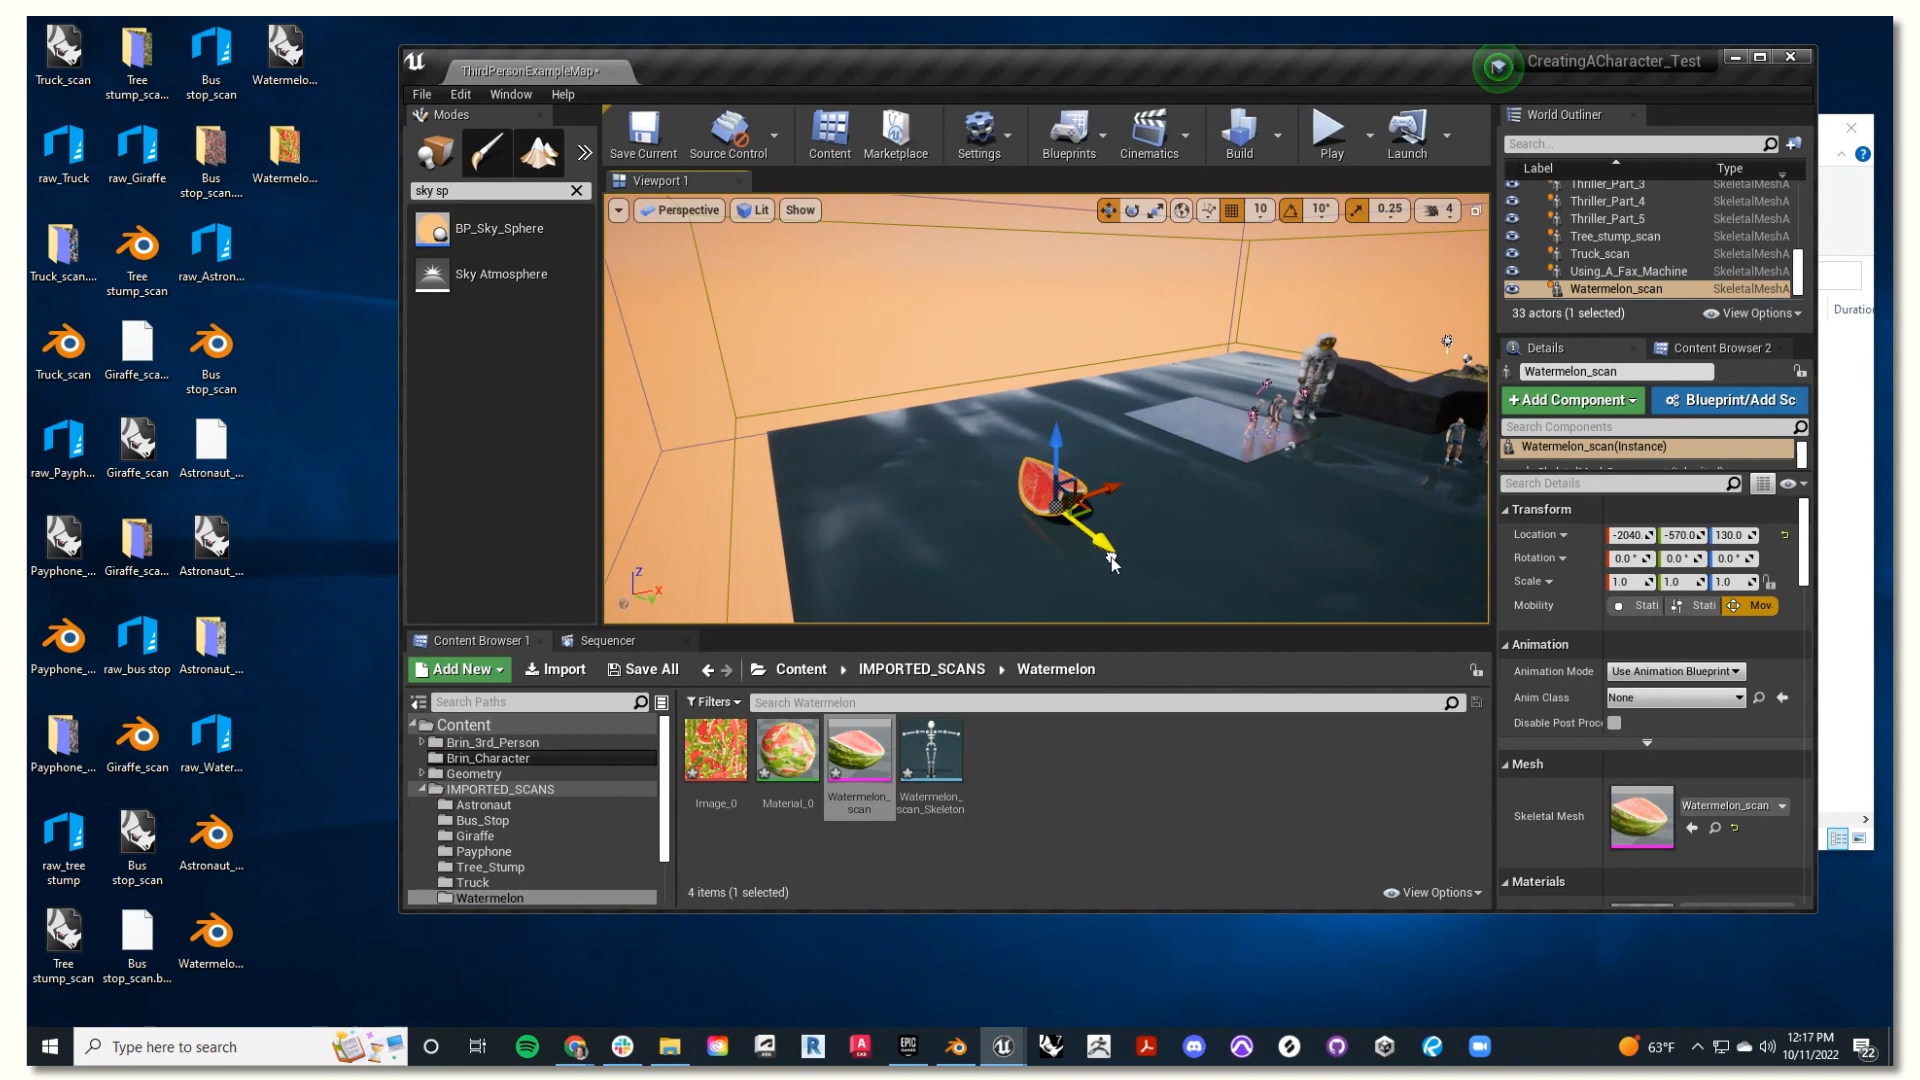 Truck_scan
Tree
stump_sca...
Bus
stop_scan
Watermelo...
raw_Truck
raw_Giraffe
Bus
stop_scan....
Watermelo...
Truck_scan....
Tree
stump_scan
raw_Astron...
Truck_scan
Giraffe_sca...
Bus
stop_scan
raw_Payph...
Giraffe_scan
Astronaut_...
Payphone_...
Giraffe_sca...
Astronaut_...
Payphone_...
raw_bus stop
Astronaut_...
Payphone_...
Giraffe_scan
raw_Water...
raw_tree
stump
Bus
stop_scan
Astronaut_...
Tree
stump_scan
Bus
stop_scan.b...
Watermelo...
ThirdPersonExampleMap*
CreatingACharacter_Test
File Edit Window Help
Modes
sky sp
BP_Sky_Sphere
Sky Atmosphere
Save Current Source Control Content Marketplace Settings Blueprints Cinematics Build Play Launch
Viewport 1
Perspective Lit Show 10 10° 0.25 4
Z
X
Y
World Outliner
Search...
Label Type
Thriller_Part_3 SkeletalMeshA
Thriller_Part_4 SkeletalMeshA
Thriller_Part_5 SkeletalMeshA
Tree_stump_scan SkeletalMeshA
Truck_scan SkeletalMeshA
Using_A_Fax_Machine SkeletalMeshA
Watermelon_scan SkeletalMeshA
33 actors (1 selected) View Options
Details Content Browser 2
Watermelon_scan
+Add Component Blueprint/Add Sc
Search Components
Watermelon_scan(Instance)
Search Details
Transform
Location -2040. -570.0 130.0
Rotation 0.0° 0.0° 0.0°
Scale 1.0 1.0 1.0
Mobility Stati Stati Mov
Animation
Animation Mode Use Animation Blueprint
Anim Class None
Disable Post Proc
Mesh
Skeletal Mesh Watermelon_scan
Materials
Duratio
Content Browser 1 Sequencer
Add New Import Save All Content IMPORTED_SCANS Watermelon
Search Paths
Filters Search Watermelon
Content
Brin_3rd_Person
Brin_Character
Geometry
IMPORTED_SCANS
Astronaut
Bus_Stop
Giraffe
Payphone
Tree_Stump
Truck
Watermelon
Image_0
Material_0
Watermelon_
scan
Watermelon_
scan_Skeleton
4 items (1 selected) View Options
Type here to search
EPIC
GAMES
63°F
12:17 PM
10/11/2022
22